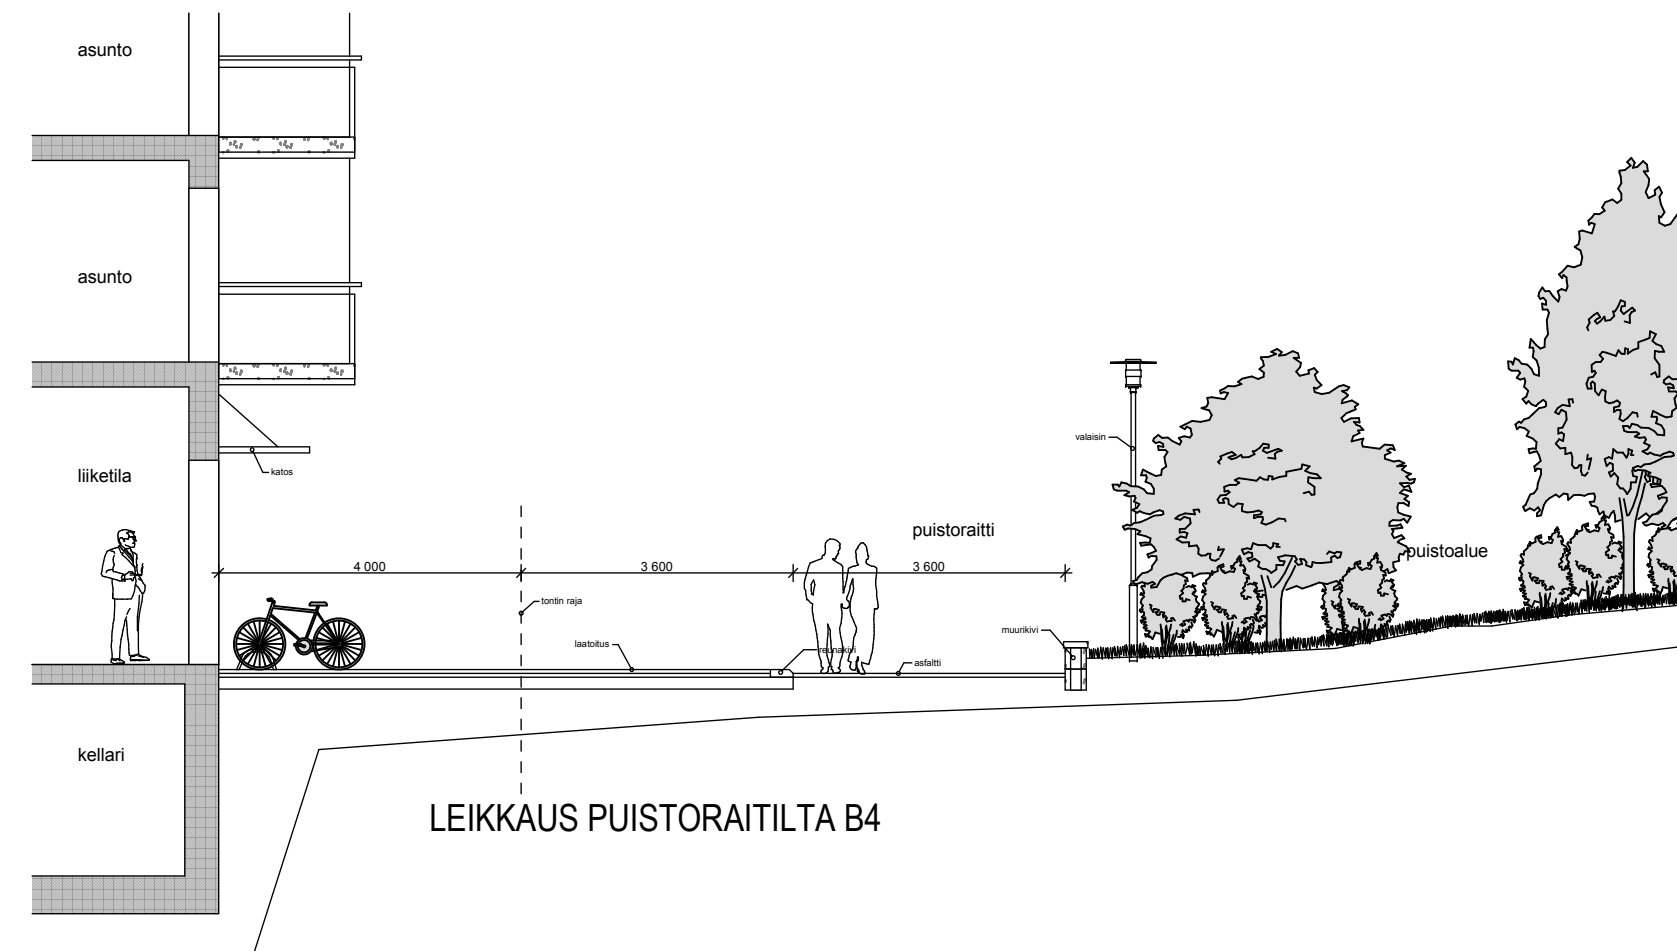 asunto
asunto
katos
liiketila
valaisin
puistoraitti
puistoalue
4 000
3 600
3 600
tontin raja
muurikivi
laatoitus
reunakivi
asfaltti
kellari
LEIKKAUS PUISTORAITILTA B4